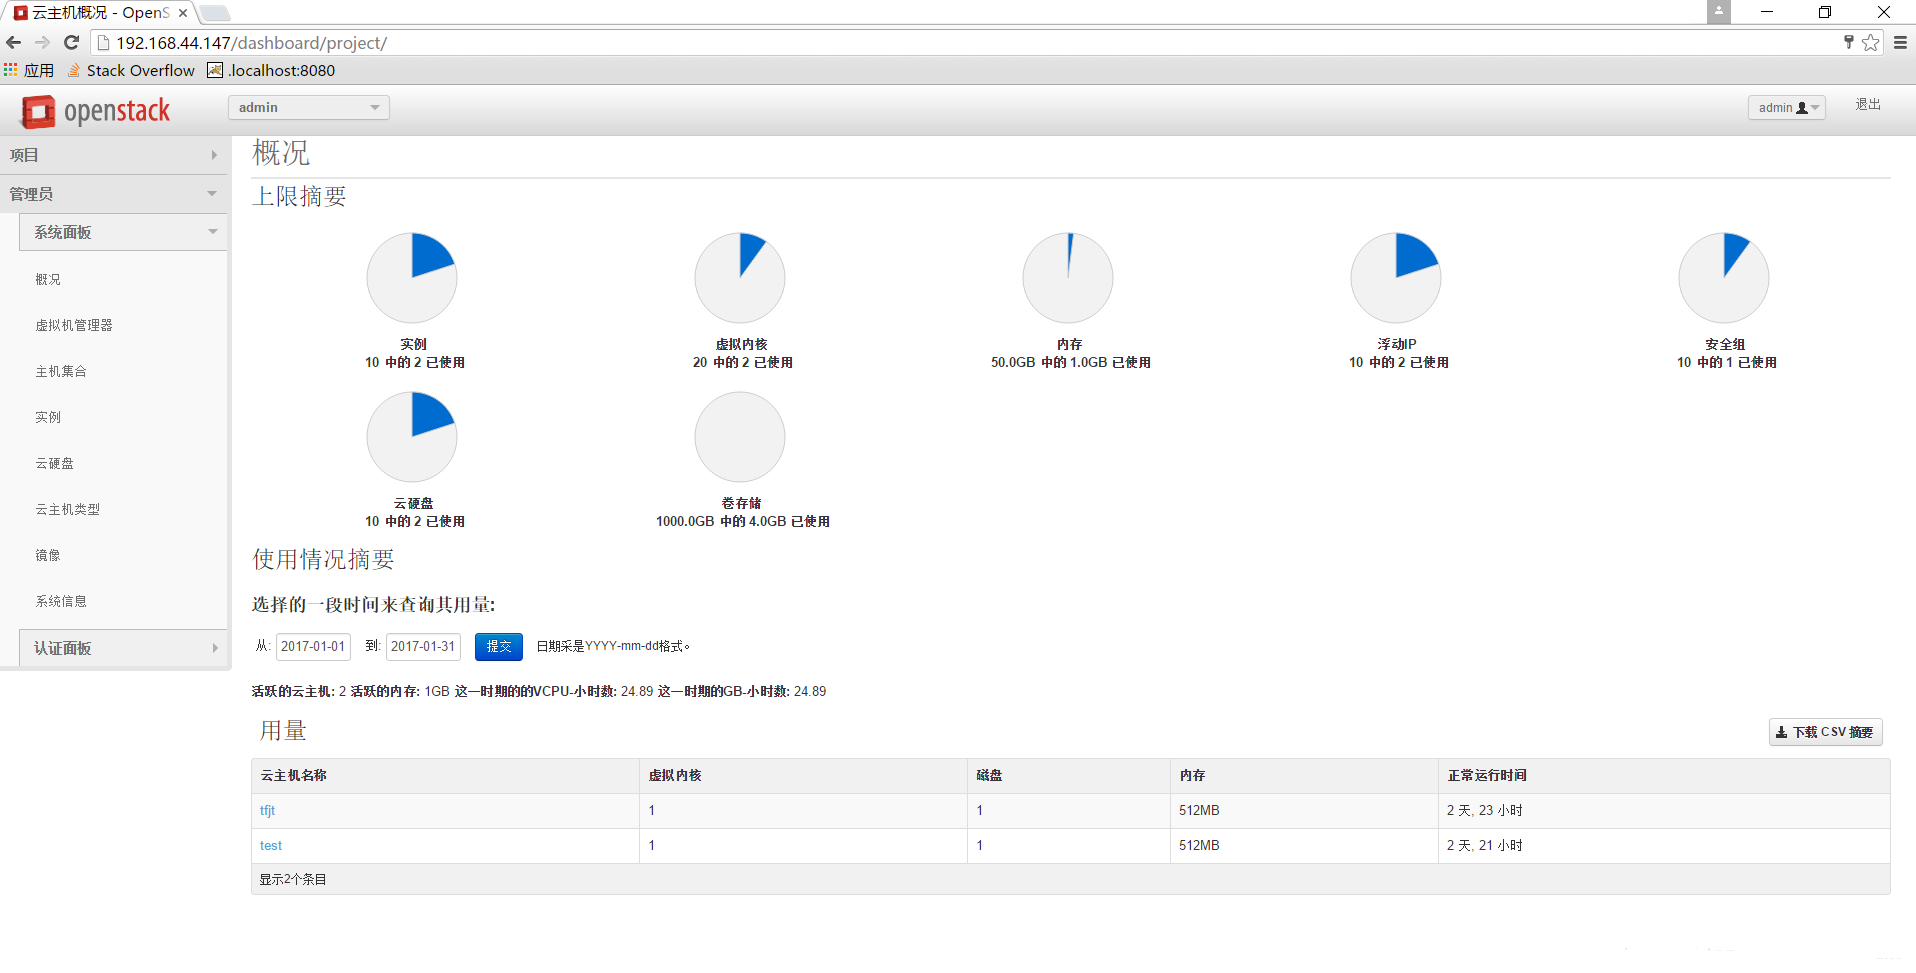 云主机概况 - OpenS
192.168.44.147/dashboard/project/
应用 Stack Overflow .localhost:8080
openstack admin admin 退出
项目
管理员
系统面板
概况
虚拟机管理器
主机集合
实例
云硬盘
云主机类型
镜像
系统信息
认证面板
概况
上限摘要
实例
10 中的 2 已使用
虚拟内核
20 中的 2 已使用
内存
50.0GB 中的 1.0GB 已使用
浮动IP
10 中的 2 已使用
安全组
10 中的 1 已使用
云硬盘
10 中的 2 已使用
卷存储
1000.0GB 中的 4.0GB 已使用
使用情况摘要
选择的一段时间来查询其用量:
从: 2017-01-01 到: 2017-01-31 提交 日期采是YYYY-mm-dd格式。
活跃的云主机: 2 活跃的内存: 1GB 这一时期的的VCPU-小时数: 24.89 这一时期的GB-小时数: 24.89
用量 下载 CSV 摘要
云主机名称 虚拟内核 磁盘 内存 正常运行时间
tfjt 1 1 512MB 2 天, 23 小时
test 1 1 512MB 2 天, 21 小时
显示2个条目